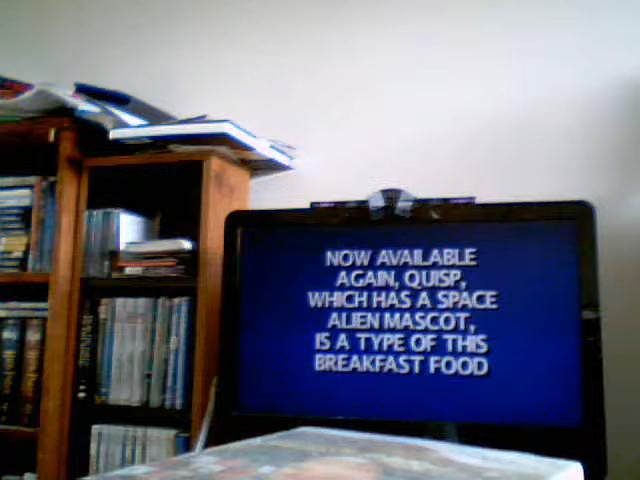 NOW AVAILABLE
AGAIN, QUISP,
WHICH HAS A SPACE
ALIEN MASCOT,
IS A TYPE OF THIS
BREAKFAST FOOD